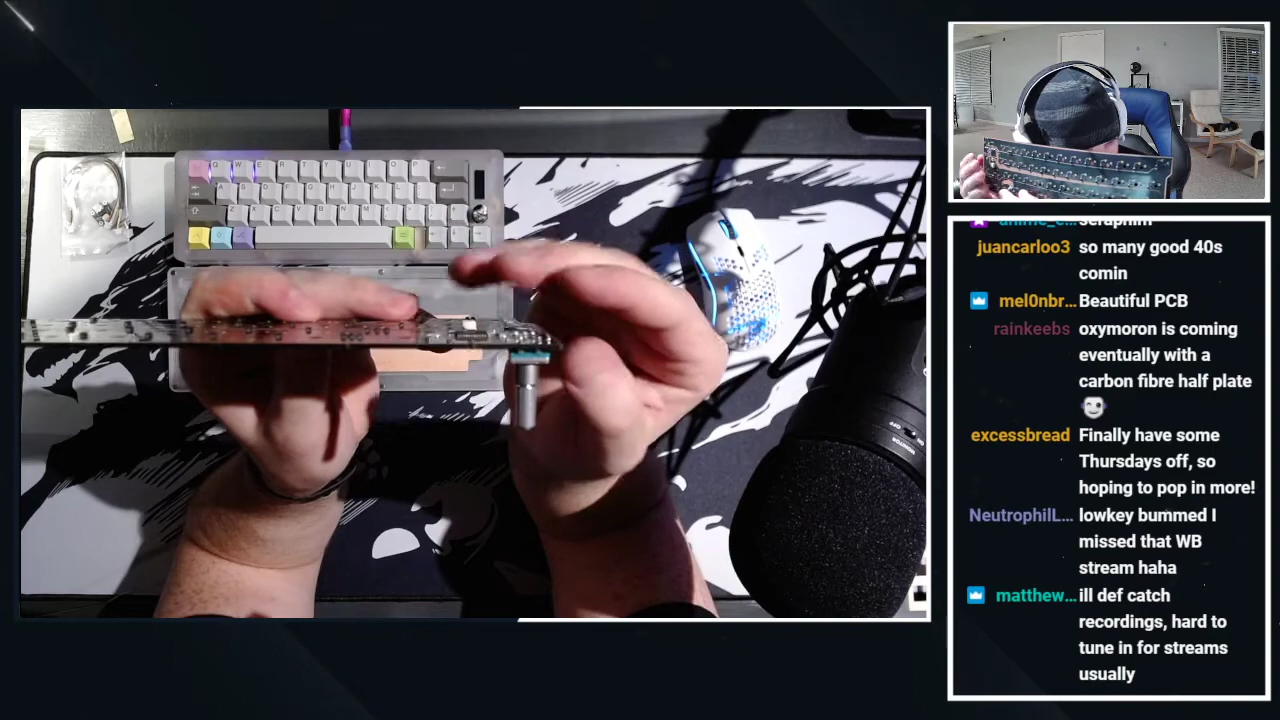 anime_c... seraphim
juancarloo3 so many good 40s
comin
mel0nbr... Beautiful PCB
rainkeebs oxymoron is coming
eventually with a
carbon fibre half plate
excessbread Finally have some
Thursdays off, so
hoping to pop in more!
NeutrophilL... lowkey bummed I
missed that WB
stream haha
matthew... ill def catch
recordings, hard to
tune in for streams
usually
Q W E R T Y U O P
A S
Z C V B N M
MONITOR